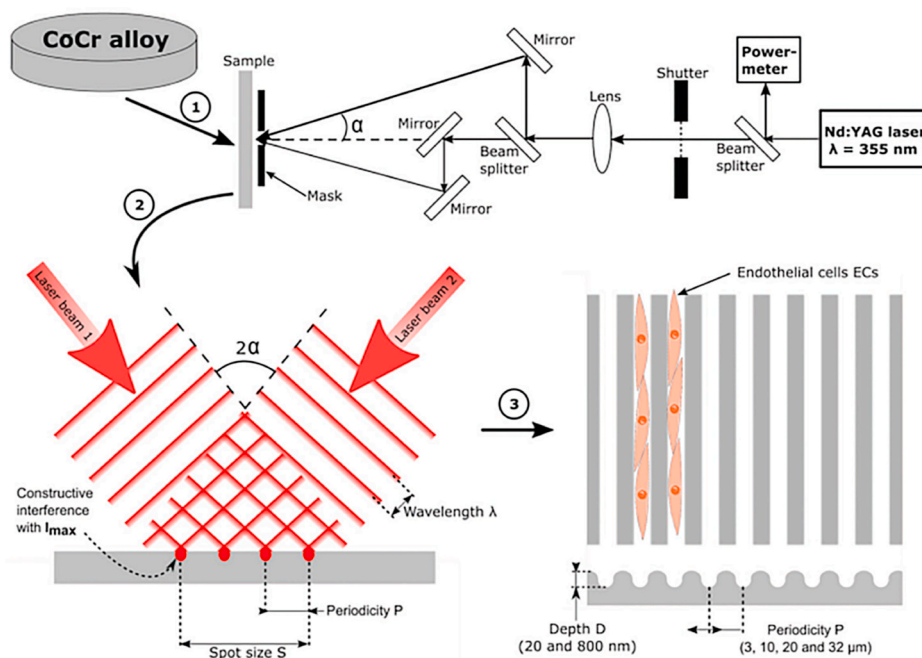 CoCr alloy
1
Sample
Mirror
α
Mirror
Mask
Mirror
Beam
splitter
Lens
Shutter
Power-
meter
Beam
splitter
Nd:YAG laser
λ = 355 nm
2
Laser beam 1
Laser beam 2
2α
Constructive
interference
with Imax
Wavelength λ
Periodicity P
Spot size S
3
Endothelial cells ECs
Depth D
(20 and 800 nm)
Periodicity P
(3, 10, 20 and 32 μm)